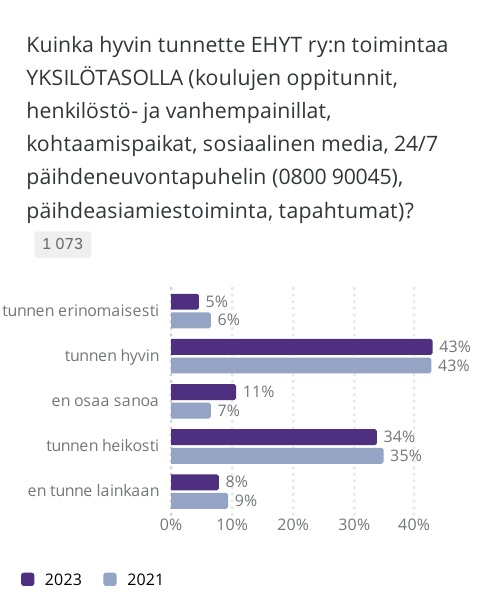 Kuinka hyvin tunnette EHYT ry:n toimintaa
YKSILÖTASOLLA (koulujen oppitunnit,
henkilöstö- ja vanhempainillat,
kohtaamispaikat, sosiaalinen media, 24/7
päihdeneuvontapuhelin (0800 90045),
päihdeasiamiestoiminta, tapahtumat)?
1 073
tunnen erinomaisesti 5%
6%
tunnen hyvin 43%
43%
en osaa sanoa 11%
7%
tunnen heikosti 34%
35%
en tunne lainkaan 8%
9%
0% 10% 20% 30% 40%
2023 2021